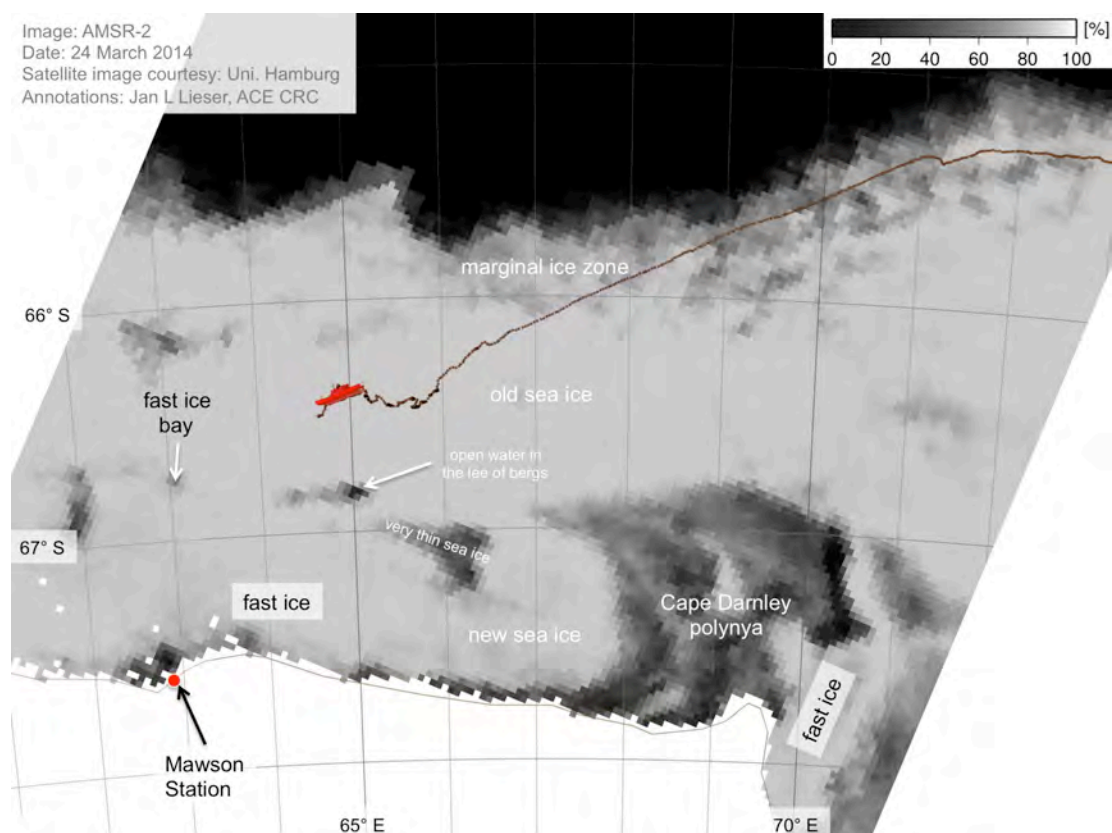 Image: AMSR-2
Date: 24 March 2014
Satellite image courtesy: Uni. Hamburg
Annotations: Jan L Lieser, ACE CRC
[%]
0 20 40 60 80 100
marginal ice zone
66° S
old sea ice
fast ice
bay
open water in
the lee of bergs
67° S
very thin sea ice
fast ice
Cape Darnley
polynya
new sea ice
fast ice
Mawson
Station
65° E
70° E